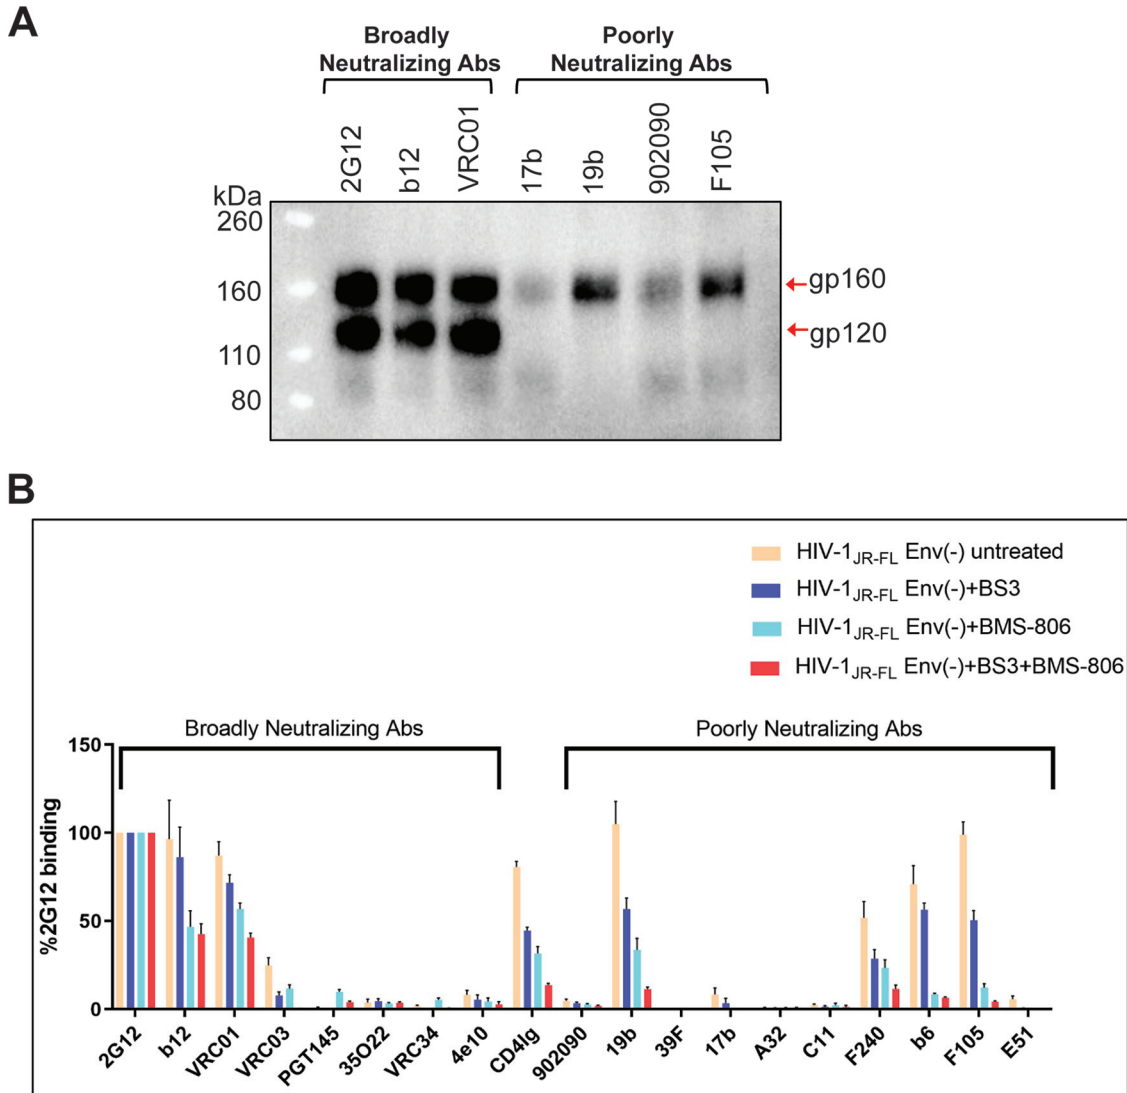 A
Broadly
Neutralizing Abs
Poorly
Neutralizing Abs
2G12
b12
VRC01
17b
19b
902090
F105
kDa
260
160
110
80
gp160
gp120
B
HIV-1JR-FL Env(-) untreated
HIV-1JR-FL Env(-)+BS3
HIV-1JR-FL Env(-)+BMS-806
HIV-1JR-FL Env(-)+BS3+BMS-806
Broadly Neutralizing Abs
Poorly Neutralizing Abs
%2G12 binding
150
100
50
0
2G12
b12
VRC01
VRC03
PGT145
35O22
VRC34
4e10
CD4Ig
902090
19b
39F
17b
A32
C11
F240
b6
F105
E51